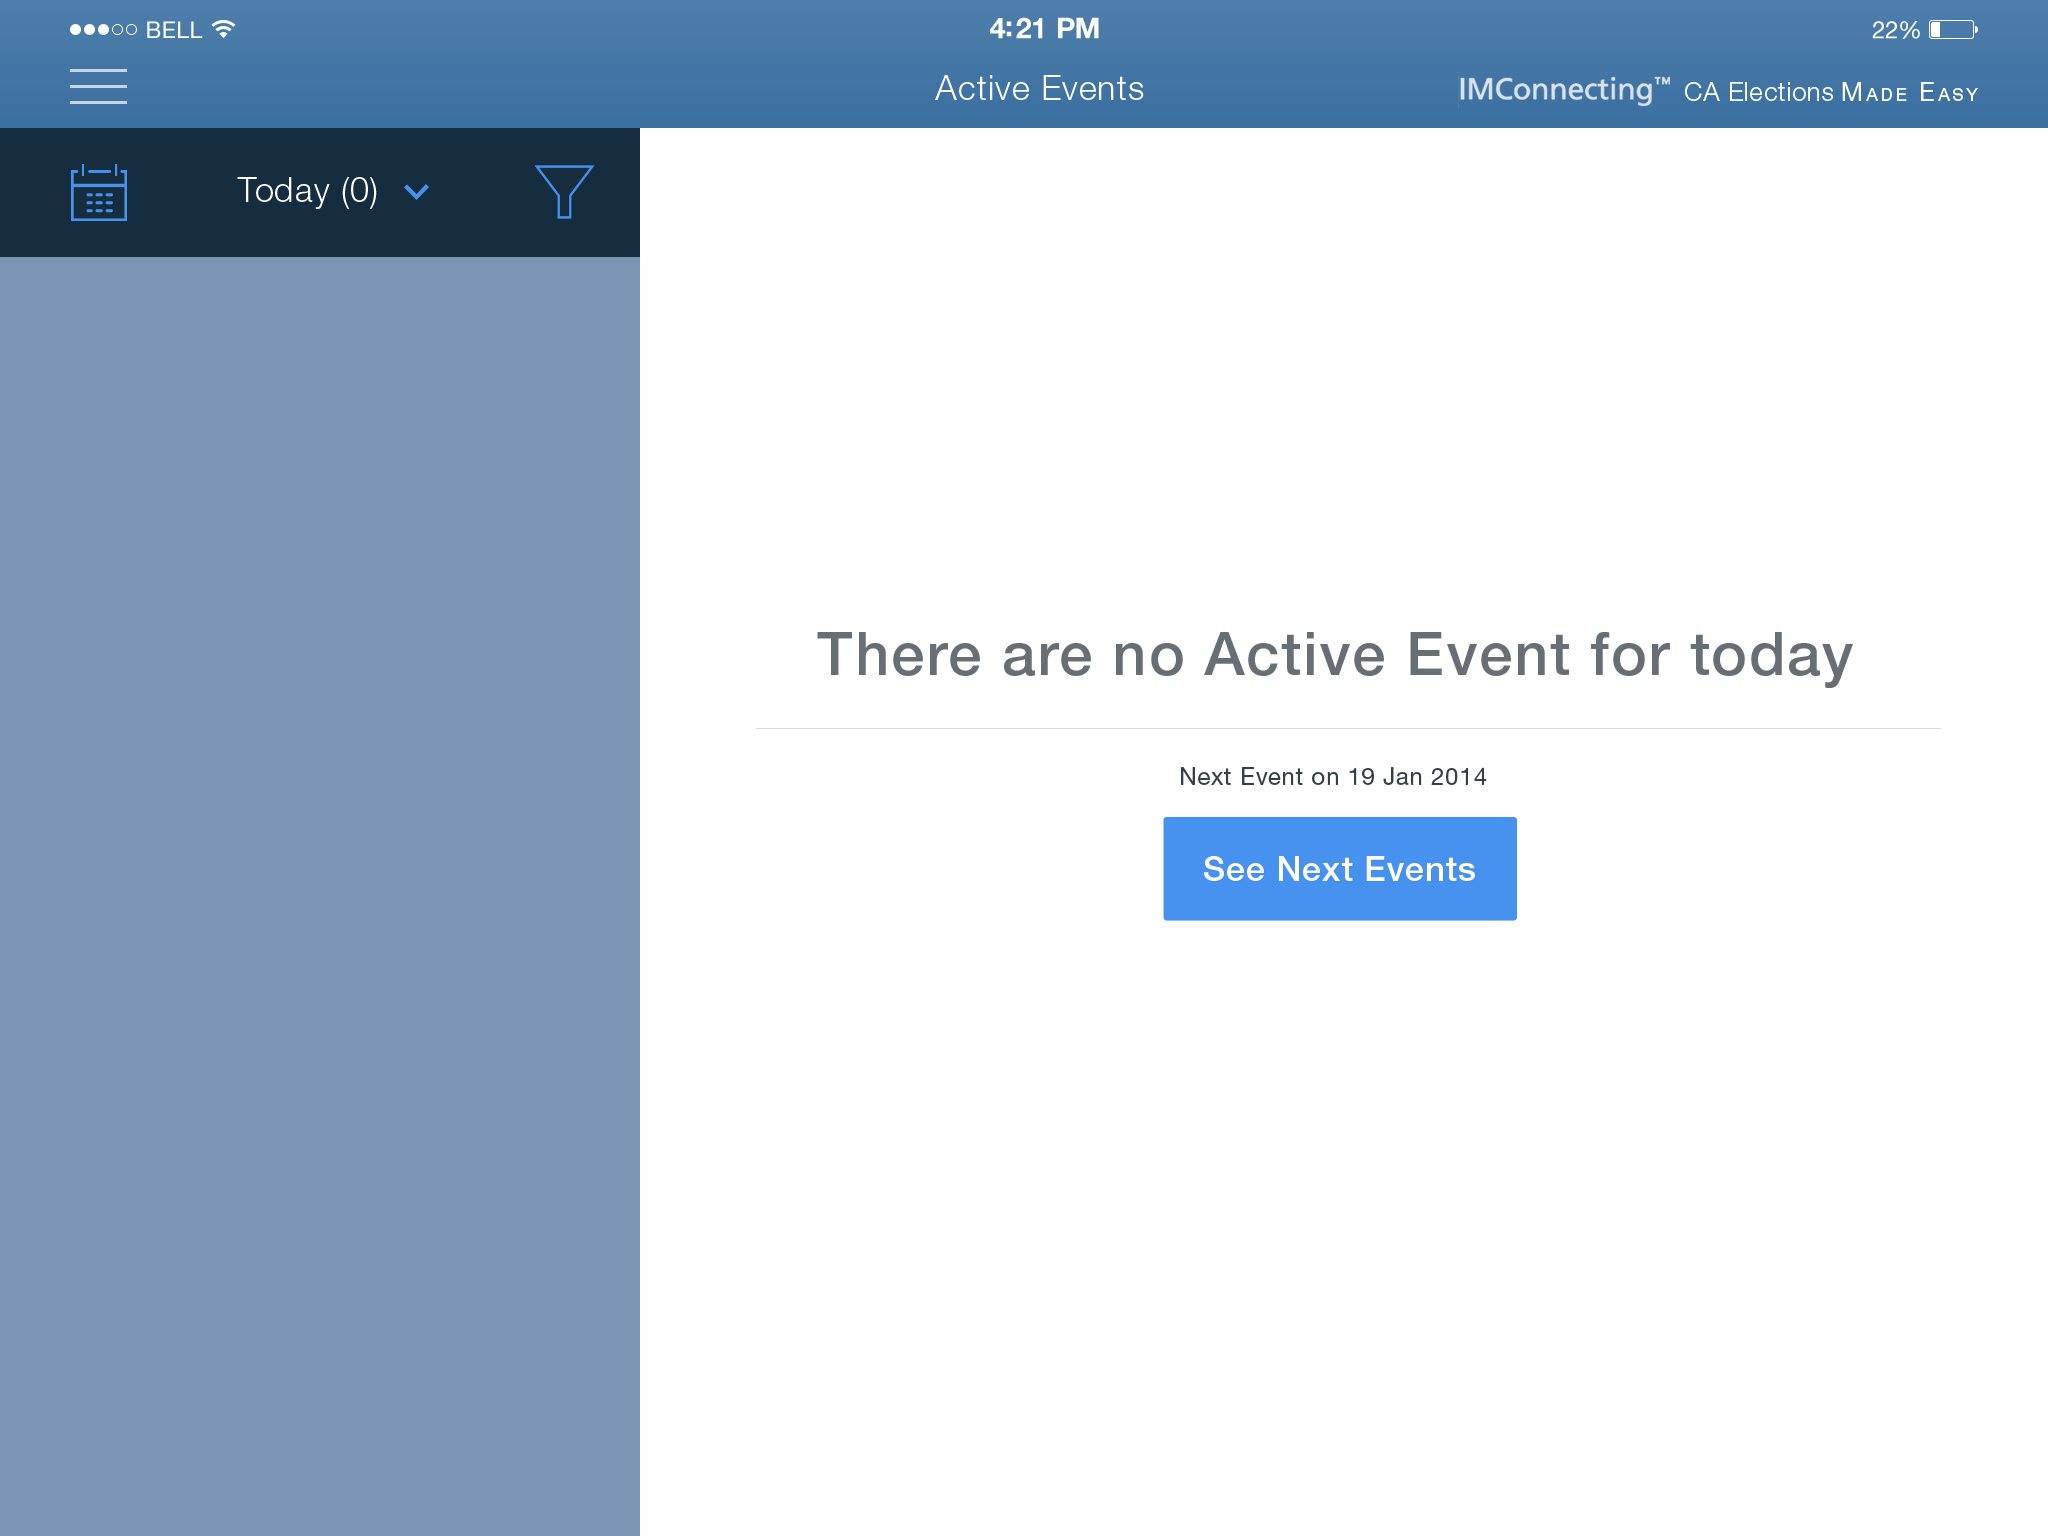 BELL
4:21 PM
22%
Active Events
IMConnecting™ CA Elections Made Easy
Today (0)
There are no Active Event for today
Next Event on 19 Jan 2014
See Next Events